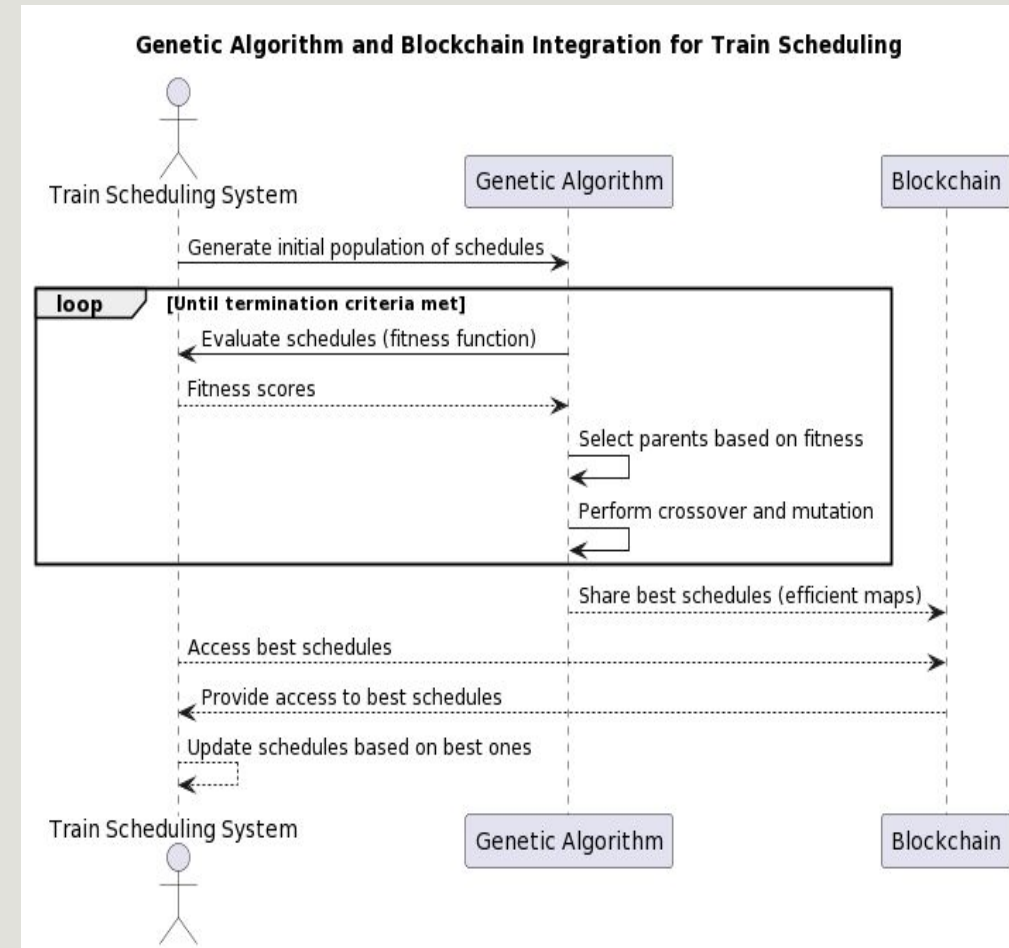 Genetic Algorithm and Blockchain Integration for Train Scheduling
Train Scheduling System
Genetic Algorithm
Blockchain
Generate initial population of schedules
loop
[Until termination criteria met]
Evaluate schedules (fitness function)
Fitness scores
Select parents based on fitness
Perform crossover and mutation
Share best schedules (efficient maps)
Access best schedules
Provide access to best schedules
Update schedules based on best ones
Train Scheduling System
Genetic Algorithm
Blockchain